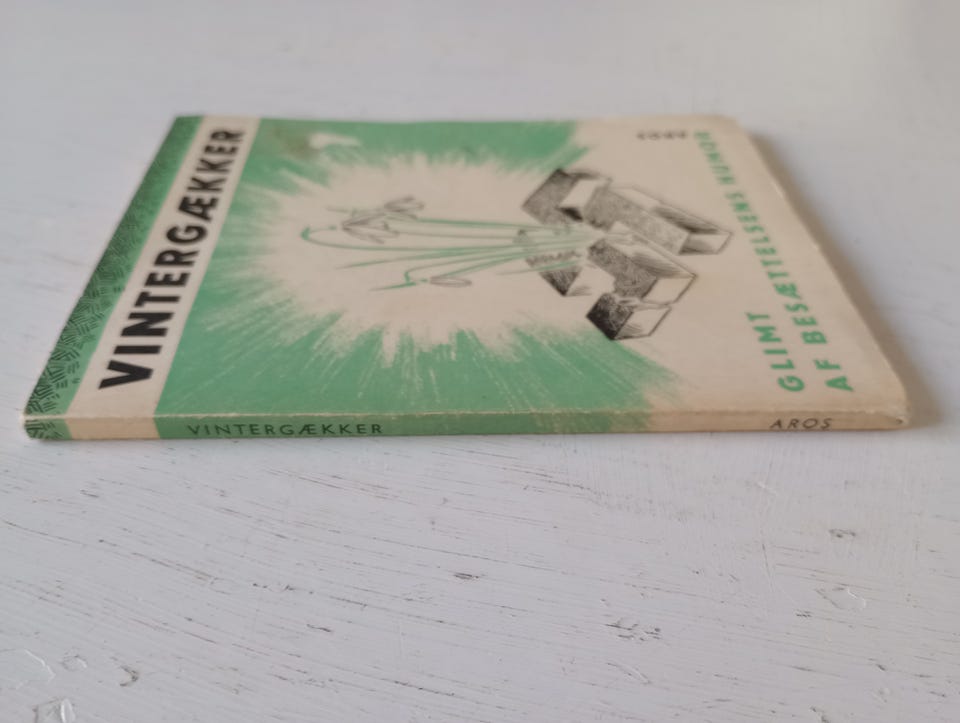 VINTERGÆKKER
GLIMT
AF BESÆTTELSENS HUMOR
VINTERGÆKKER
AROS